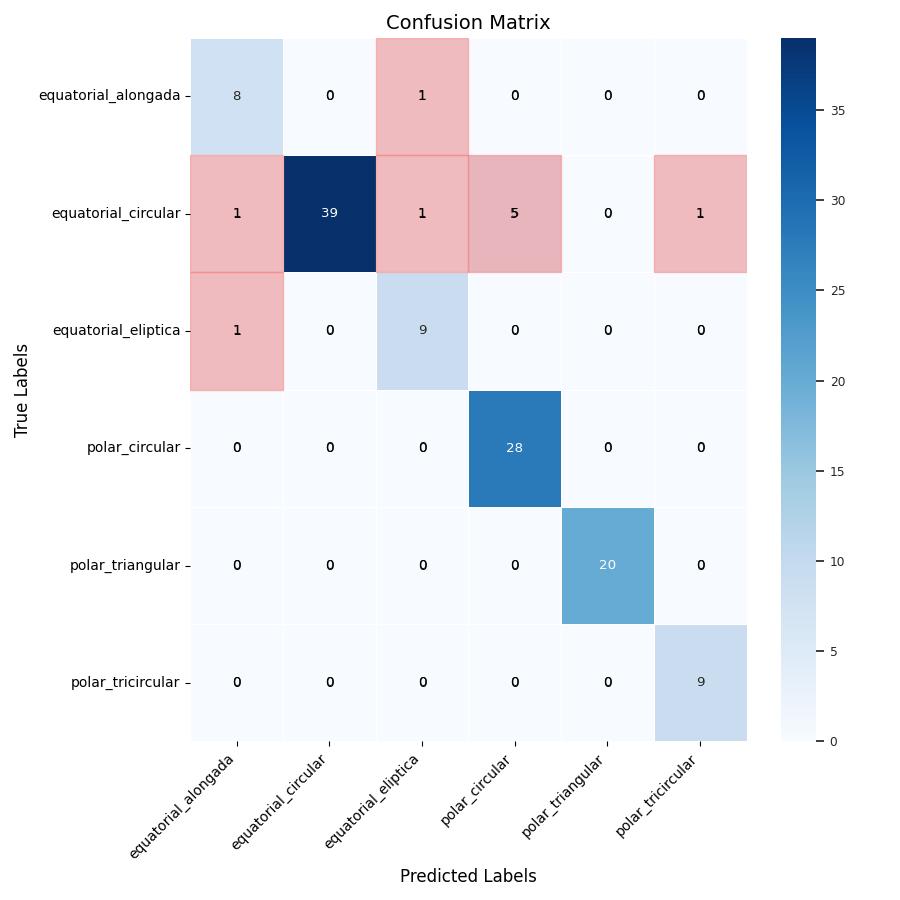 Confusion Matrix
equatorial_alongada 8 0 1 0 0 0
equatorial_circular 1 39 1 5 0 1
equatorial_eliptica 1 0 9 0 0 0
polar_circular 0 0 0 28 0 0
polar_triangular 0 0 0 0 20 0
polar_tricircular 0 0 0 0 0 9
True Labels
equatorial_alongada
equatorial_circular
equatorial_eliptica
polar_circular
polar_triangular
polar_tricircular
Predicted Labels
35
30
25
20
15
10
5
0